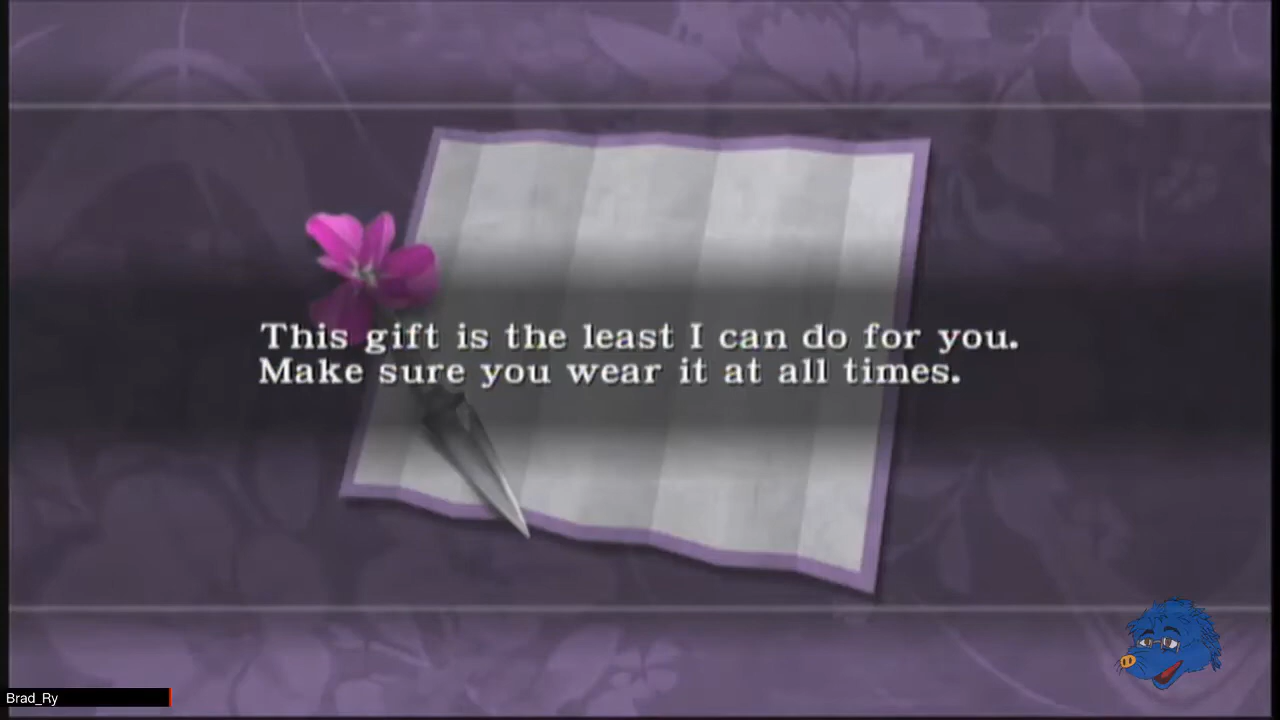 This gift is the least I can do for you.
Make sure you wear it at all times.
Brad_Ry